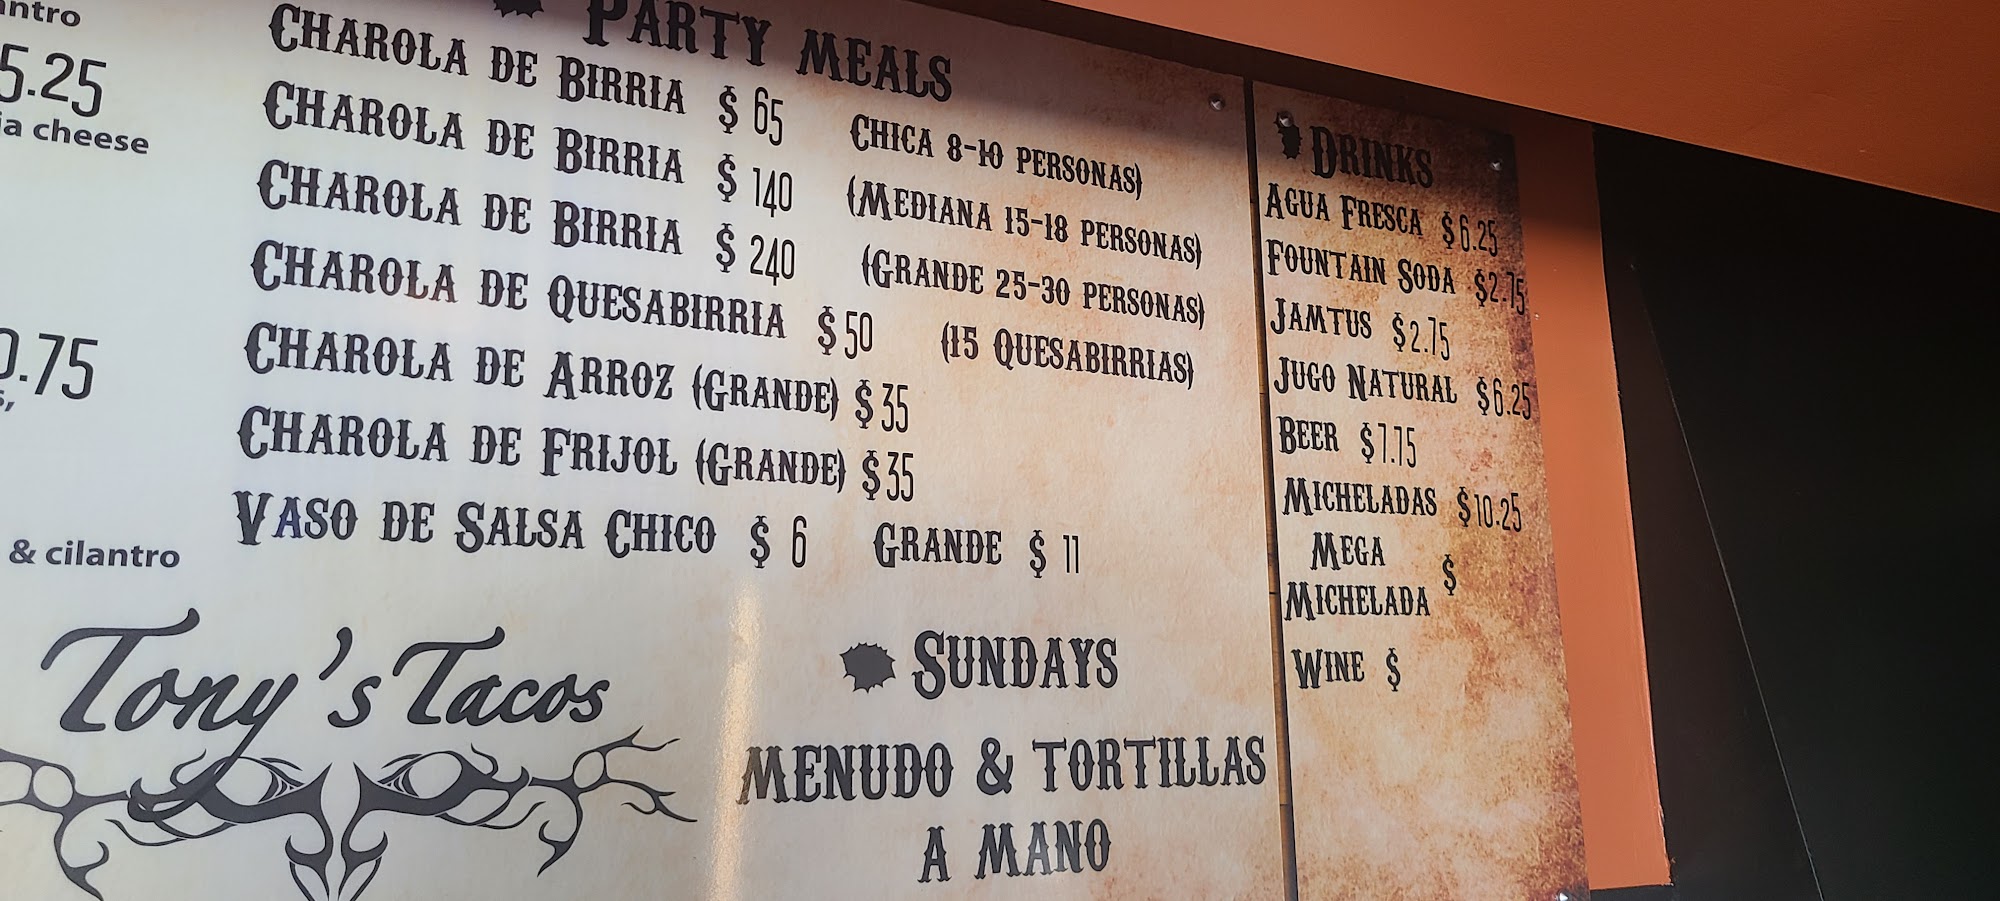 5.25
cheese
.75
& cilantro
PARTY MEALS
CHAROLA DE BIRRIA $ 65 CHICA 8-10 PERSONAS)
CHAROLA DE BIRRIA $ 140 (MEDIANA 15-18 PERSONAS)
CHAROLA DE BIRRIA $ 240 (GRANDE 25-30 PERSONAS)
CHAROLA DE QUESABIRRIA $ 50 (15 QUESABIRRIAS)
CHAROLA DE ARROZ (GRANDE) $ 35
CHAROLA DE FRIJOL (GRANDE) $ 35
VASO DE SALSA CHICO $ 6 GRANDE $ 11
Tony's Tacos
SUNDAYS
MENUDO & TORTILLAS
A MANO
DRINKS
AGUA FRESCA $6.25
FOUNTAIN SODA $2.75
JAMTUS $2.75
JUGO NATURAL $6.25
BEER $7.75
MICHELADAS $10.25
MEGA
MICHELADA $
WINE $